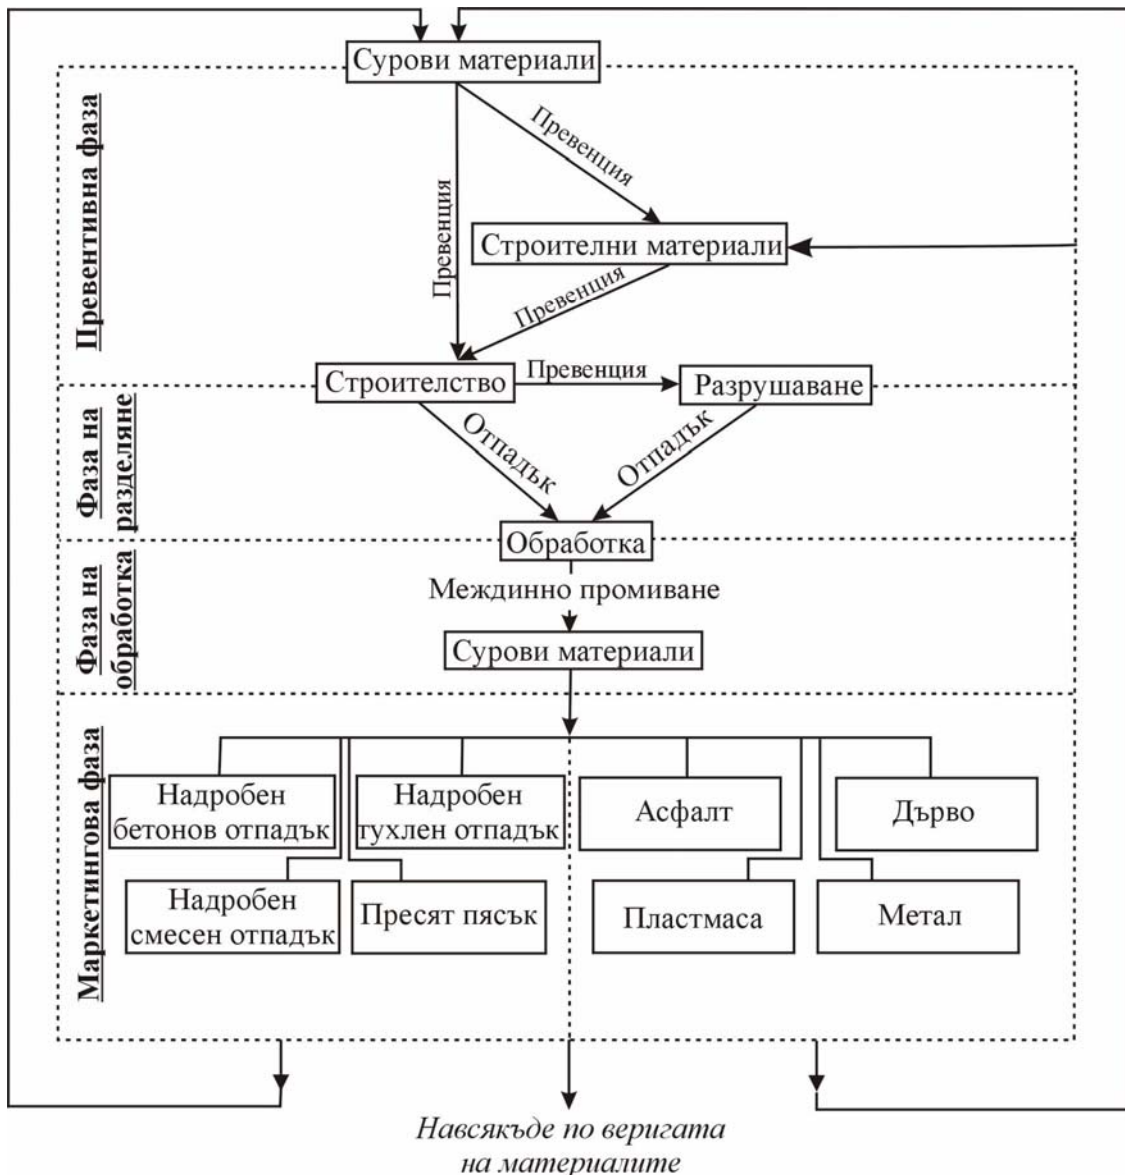 Сурови материали
Превантивна фаза
Превенция
Превенция
Строителни материали
Превенция
Строителство
Превенция
Разрушаване
Фаза на
разделяне
Отпадък
Отпадък
Обработка
Фаза на
обработка
Междинно промиване
Сурови материали
Маркетингова фаза
Надробен
бетонов отпадък
Надробен
тухлен отпадък
Асфалт
Дърво
Надробен
смесен отпадък
Пресят пясък
Пластмаса
Метал
Навсякъде по веригата
на материалите